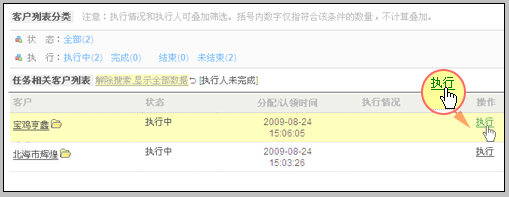 客户列表分类 注意：执行情况和执行人可叠加筛选。括号内数字仅指符合该条件的数量，不计算叠加。
状 态：全部(2)
执 行：执行中(2) 完成(0) 结束(0) 未结束(2)
任务相关客户列表 解除搜索,显示全部数据 [执行人未完成]
执行
客户 状态 分配/认领时间 执行情况 操作
宝鸡亨鑫 执行中 2009-08-24 15:06:05 执行
北海市辉煌 执行中 2009-08-24 15:03:26 执行